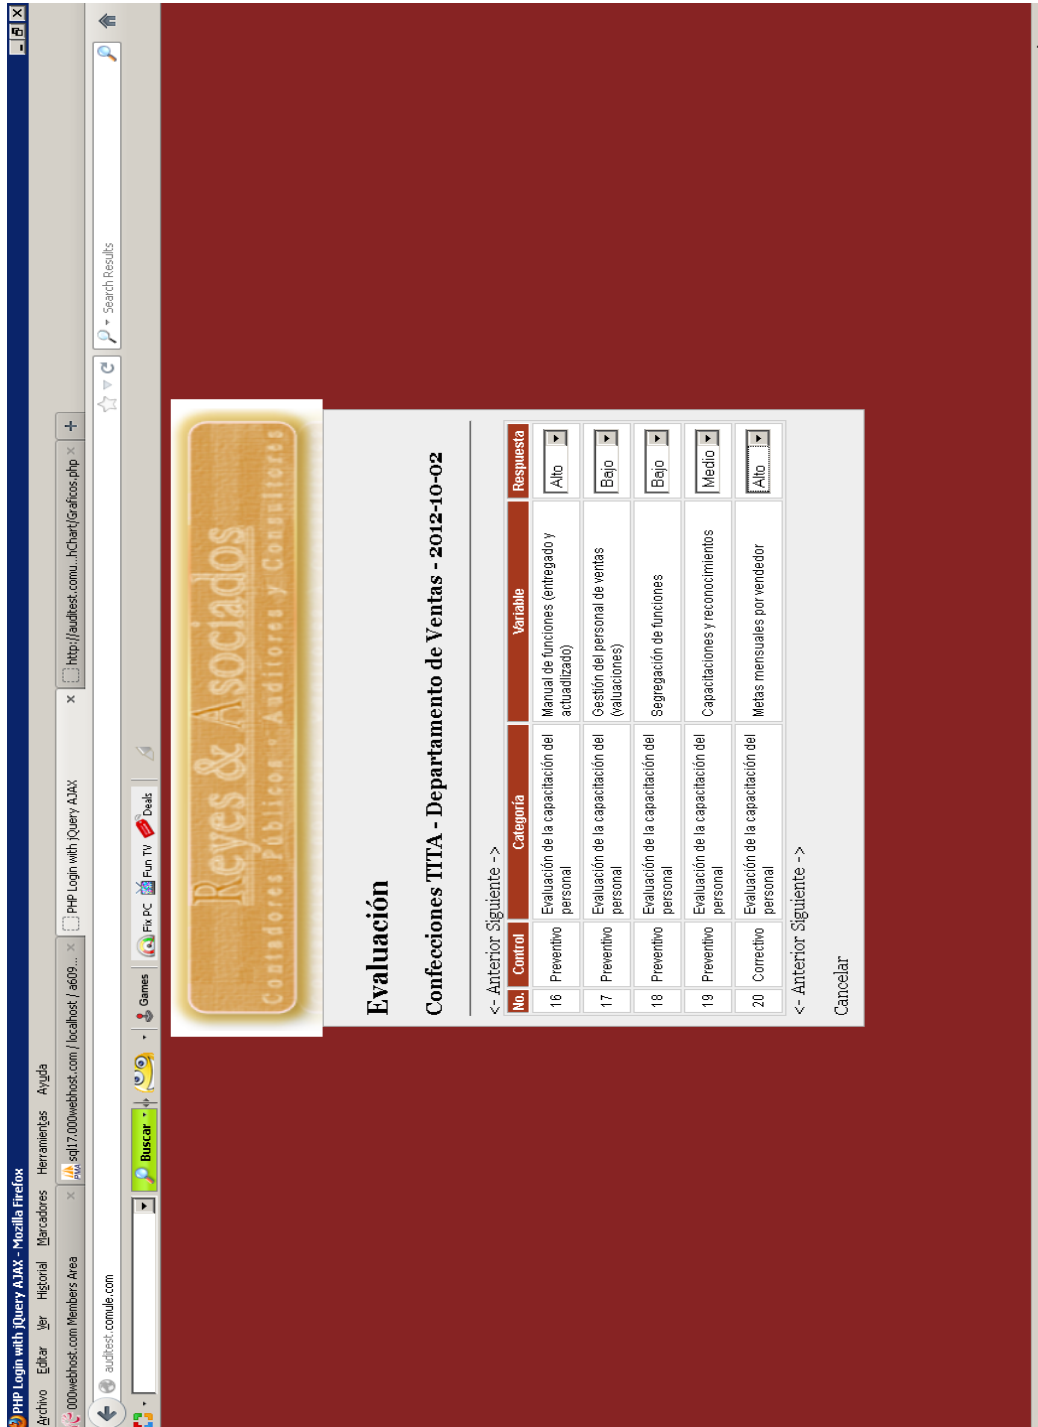 PHP Login with jQuery AJAX - Mozilla Firefox
Archivo Editar Ver Historial Marcadores Herramientas Ayuda
000webhost.com Members Area × sql17.000webhost.com / localhost / a609... × PHP Login with jQuery AJAX × http://auditest.comu...hChart/Graficos.php × +
auditest.comule.com Search Results
Buscar Games Fix PC Fun TV Deals
Reyes & Asociados
Contadores Públicos - Auditores y Consultores
Evaluación
Confecciones TITA - Departamento de Ventas - 2012-10-02
<- Anterior Siguiente ->
No. Control Categoría Variable Respuesta
16 Preventivo Evaluación de la capacitación del personal Manual de funciones (entregado y actuadlizado) Alto
17 Preventivo Evaluación de la capacitación del personal Gestión del personal de ventas (valuaciones) Bajo
18 Preventivo Evaluación de la capacitación del personal Segregación de funciones Bajo
19 Preventivo Evaluación de la capacitación del personal Capacitaciones y reconocimientos Medio
20 Correctivo Evaluación de la capacitación del personal Metas mensuales por vendedor Alto
<- Anterior Siguiente ->
Cancelar